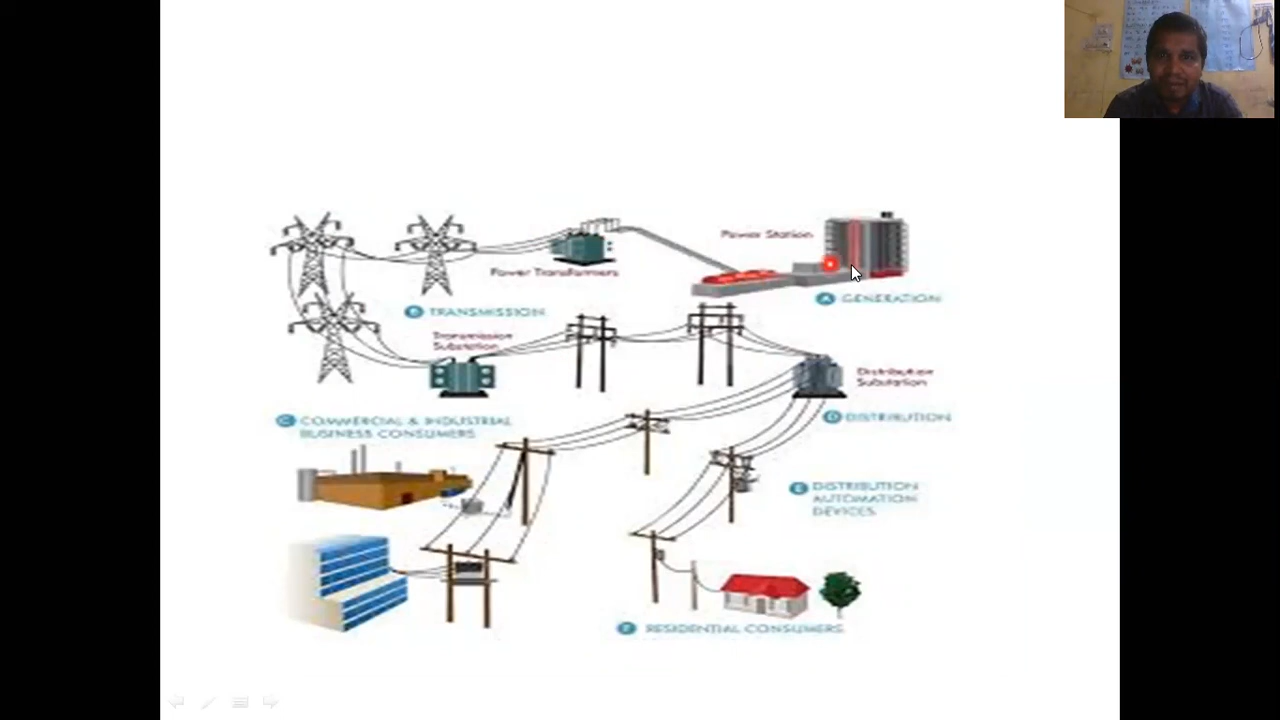 Power Station
Power Transformers
A GENERATION
B TRANSMISSION
Transmission
Substation
Distribution
Substation
C COMMERCIAL & INDUSTRIAL
BUSINESS CONSUMERS
D DISTRIBUTION
E DISTRIBUTION
AUTOMATION
DEVICES
F RESIDENTIAL CONSUMERS